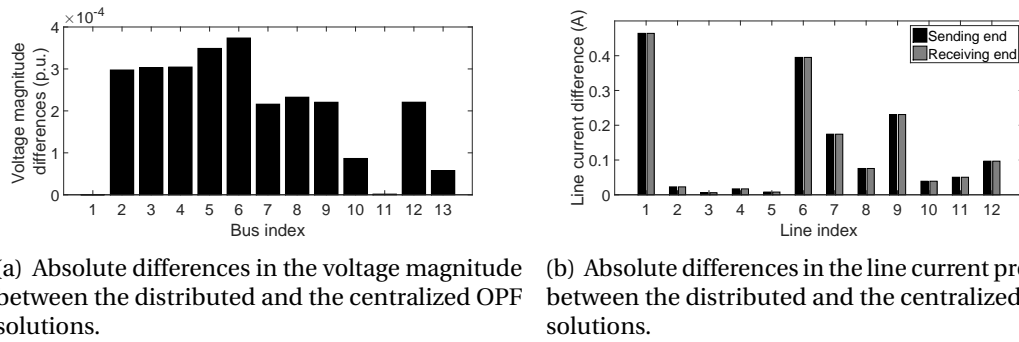 ×10⁻⁴
4
3
2
1
0
Voltage magnitude
differences (p.u.)
1 2 3 4 5 6 7 8 9 10 11 12 13
Bus index
(a) Absolute differences in the voltage magnitude
between the distributed and the centralized OPF
solutions.
0.4
0.3
0.2
0.1
0
Line current difference (A)
Sending end
Receiving end
1 2 3 4 5 6 7 8 9 10 11 12
Line index
(b) Absolute differences in the line current
between the distributed and the centralized
solutions.